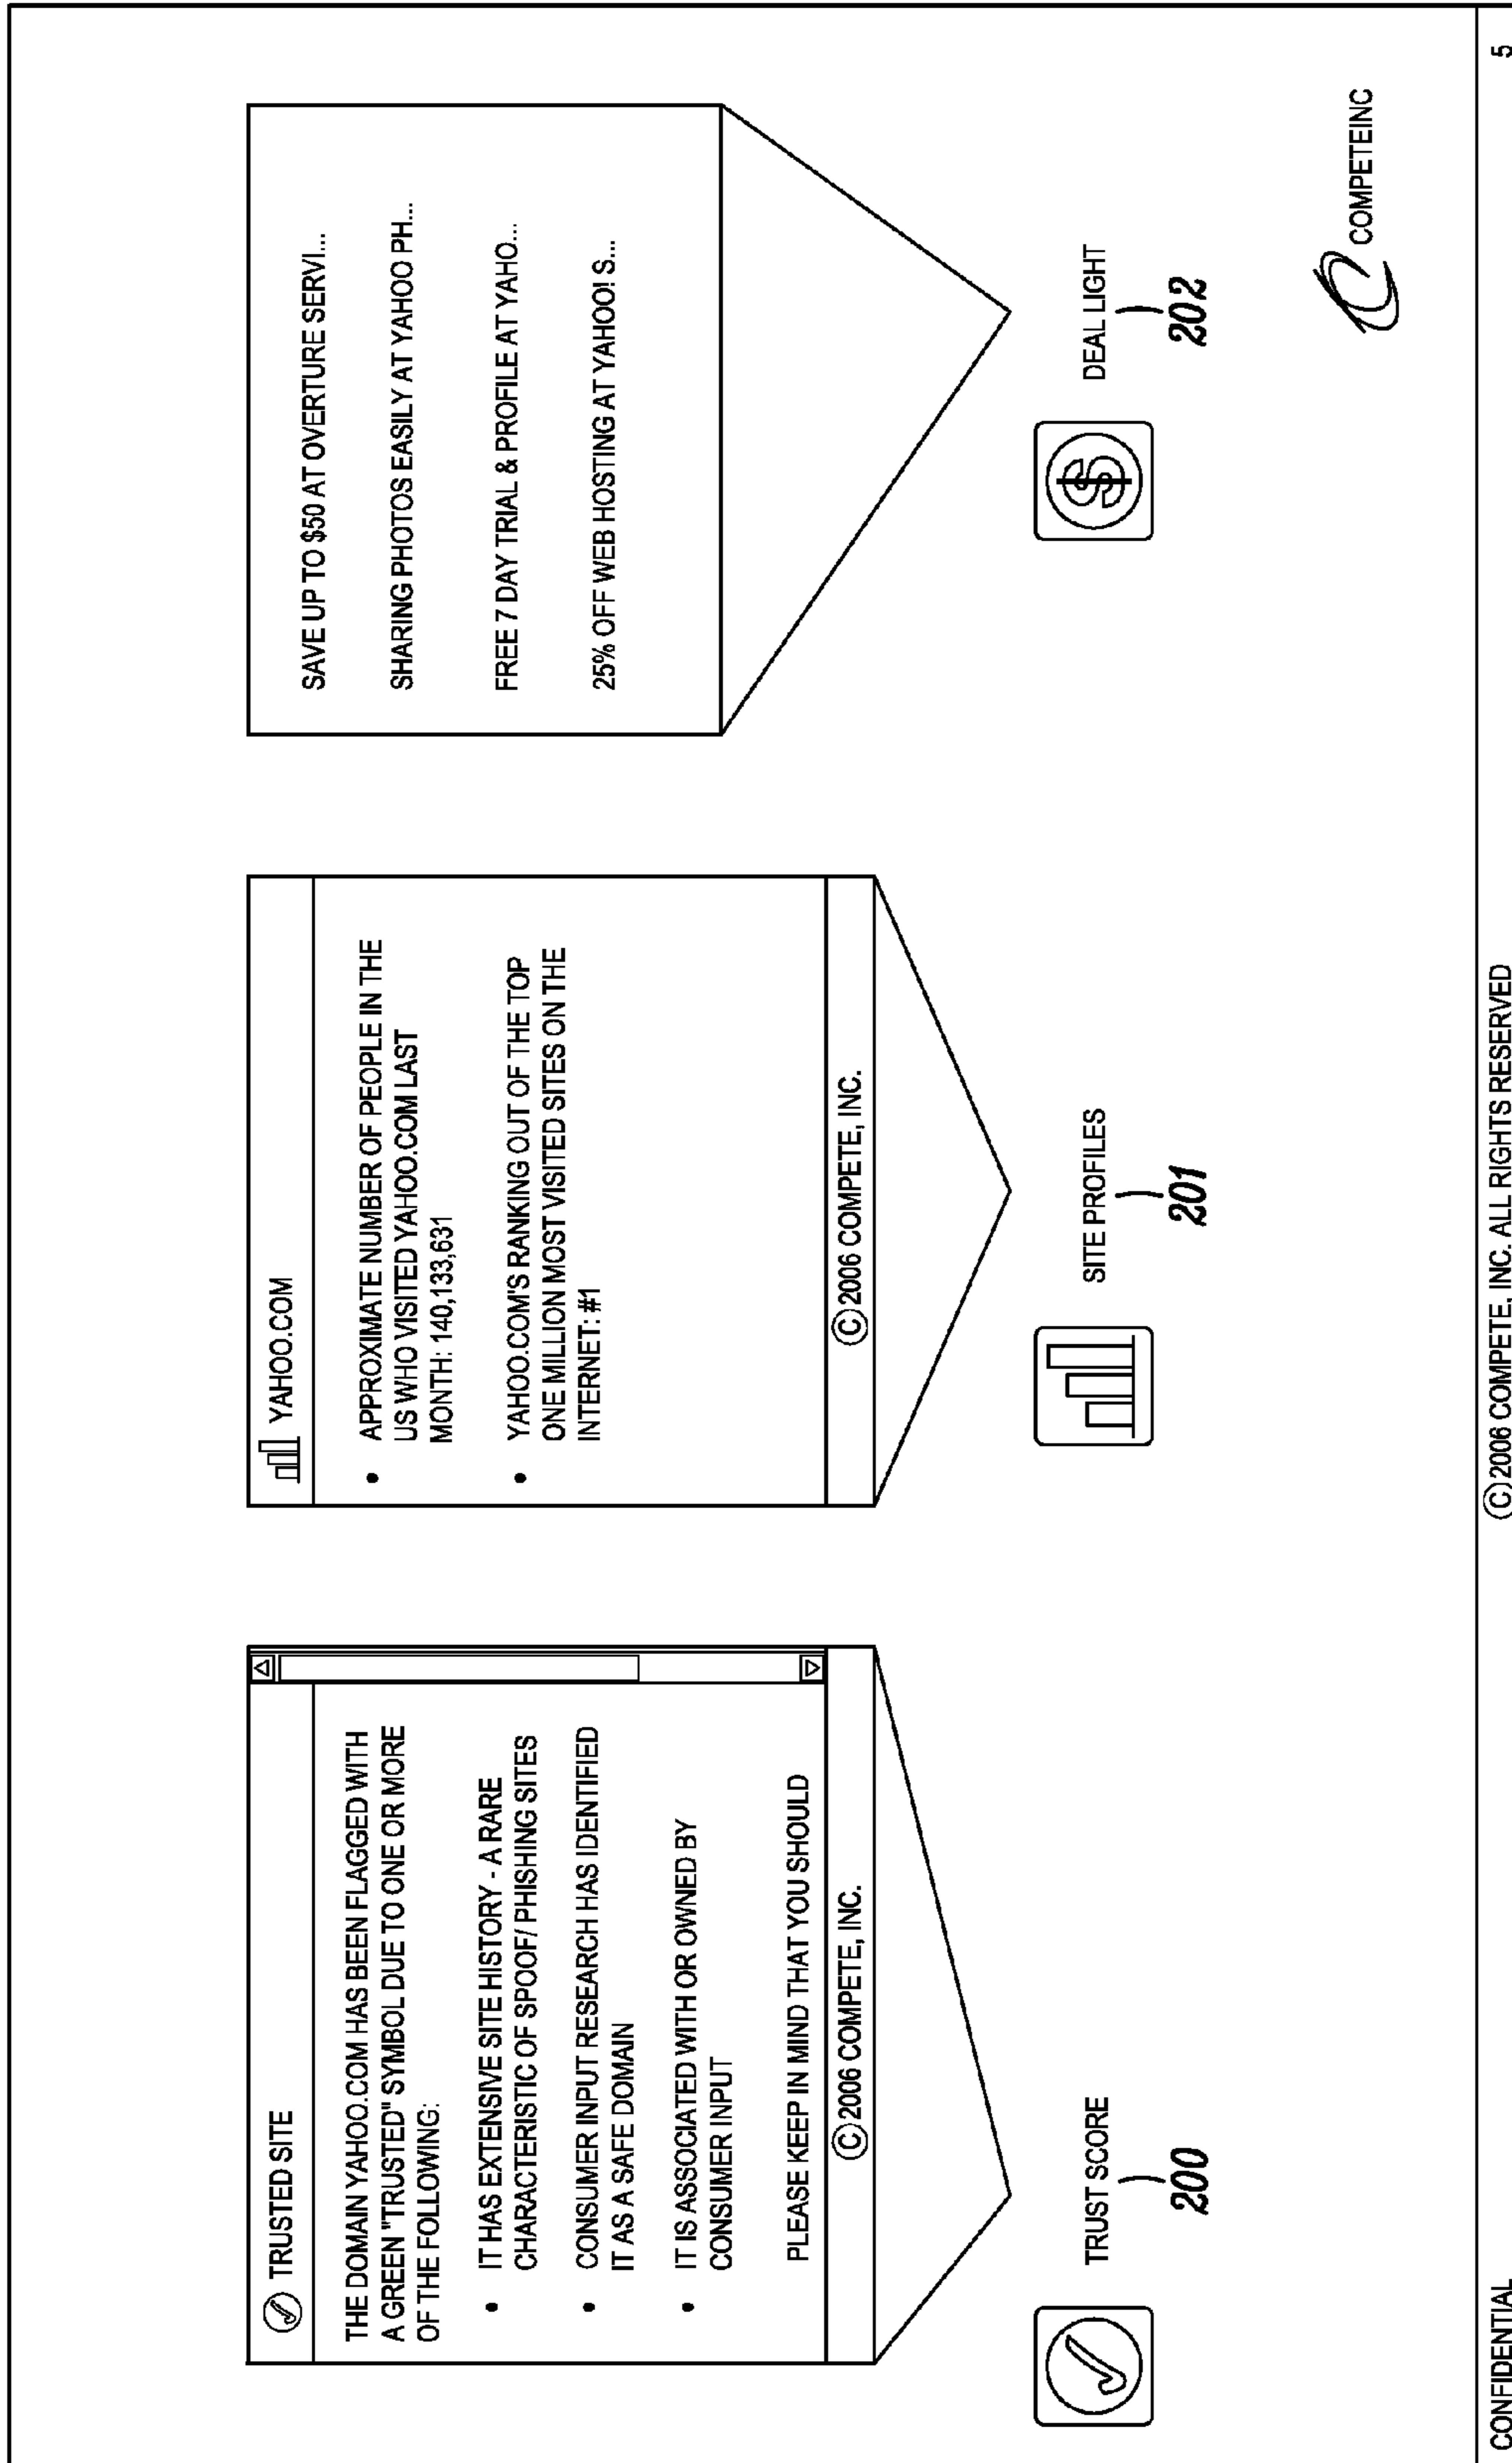 TRUSTED SITE
THE DOMAIN YAHOO.COM HAS BEEN FLAGGED WITH
A GREEN "TRUSTED" SYMBOL DUE TO ONE OR MORE
OF THE FOLLOWING:
• IT HAS EXTENSIVE SITE HISTORY - A RARE
CHARACTERISTIC OF SPOOF/ PHISHING SITES
• CONSUMER INPUT RESEARCH HAS IDENTIFIED
IT AS A SAFE DOMAIN
• IT IS ASSOCIATED WITH OR OWNED BY
CONSUMER INPUT
PLEASE KEEP IN MIND THAT YOU SHOULD
© 2006 COMPETE, INC.
TRUST SCORE
200
YAHOO.COM
• APPROXIMATE NUMBER OF PEOPLE IN THE
US WHO VISITED YAHOO.COM LAST
MONTH: 140,133,631
• YAHOO.COM'S RANKING OUT OF THE TOP
ONE MILLION MOST VISITED SITES ON THE
INTERNET: #1
© 2006 COMPETE, INC.
SITE PROFILES
201
SAVE UP TO $50 AT OVERTURE SERVI...
SHARING PHOTOS EASILY AT YAHOO PH...
FREE 7 DAY TRIAL & PROFILE AT YAHO...
25% OFF WEB HOSTING AT YAHOO! S...
$
DEAL LIGHT
202
COMPETEINC
CONFIDENTIAL
© 2006 COMPETE, INC. ALL RIGHTS RESERVED
5